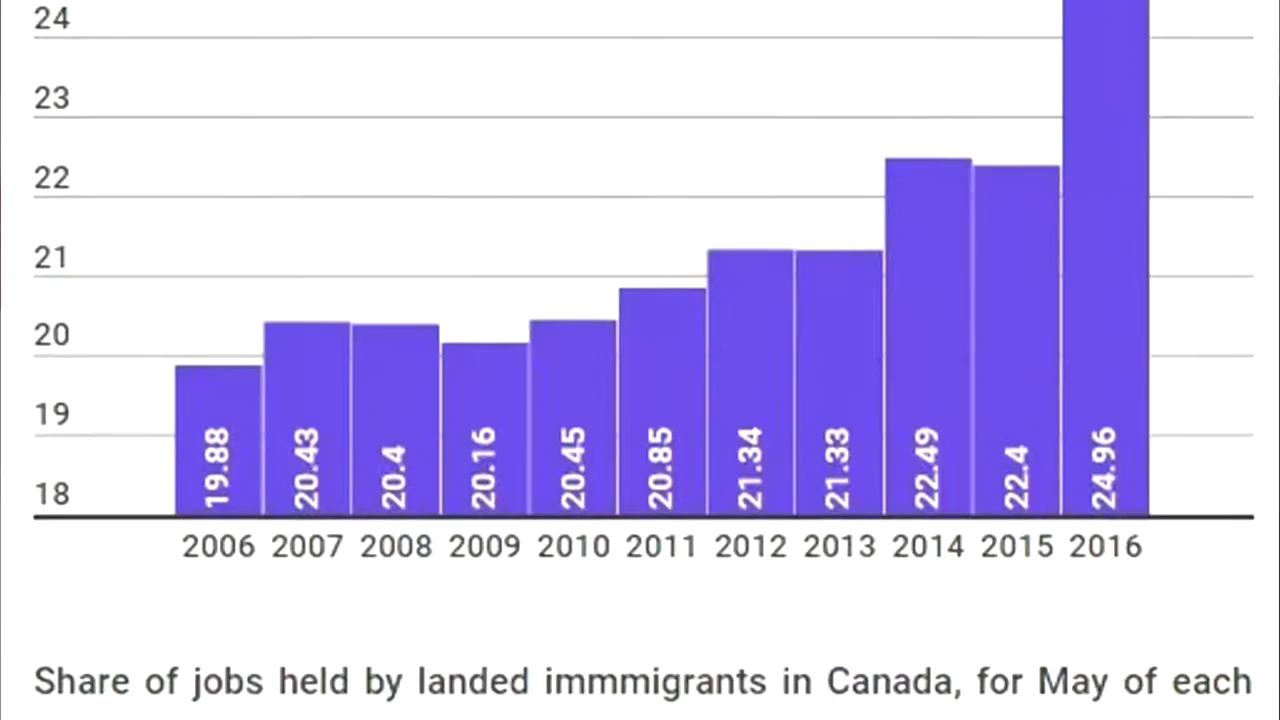 24
23
22
21
20
19
18
19.88 20.43 20.4 20.16 20.45 20.85 21.34 21.33 22.49 22.4 24.96
2006 2007 2008 2009 2010 2011 2012 2013 2014 2015 2016
Share of jobs held by landed immmigrants in Canada, for May of each